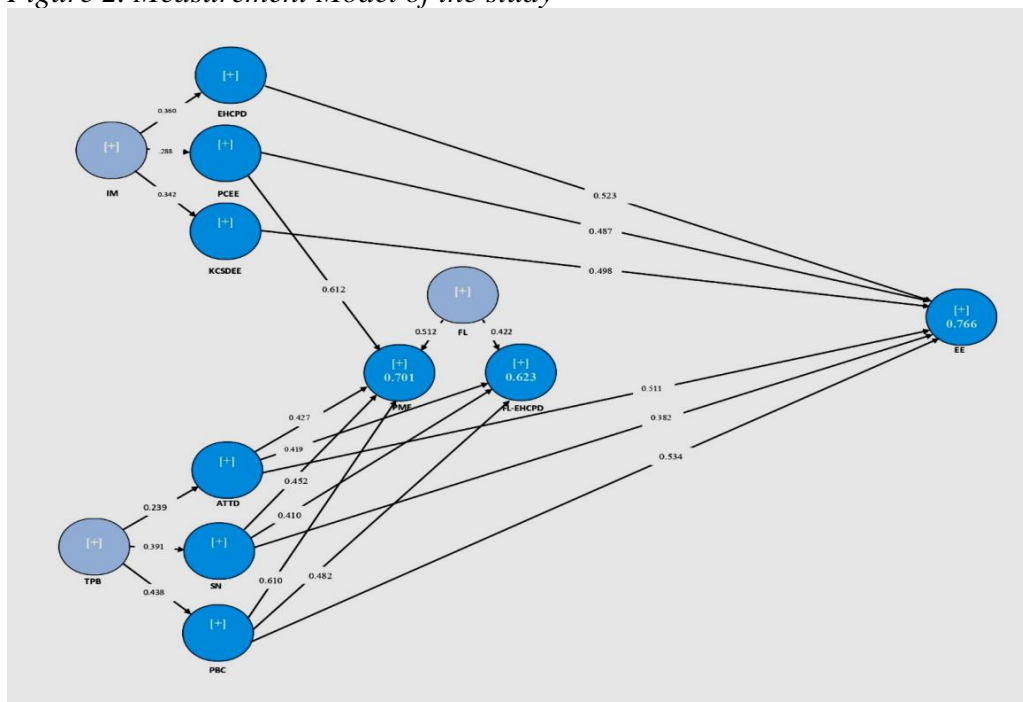 Figure 2. Measurement Model of the study
[+]
EHCPD
0.360
[+]
IM
.288
[+]
PCEE
0.342
[+]
KCSDEE
0.523
0.487
0.498
0.612
[+]
FL
0.512
0.422
[+]
0.701
PMF
[+]
0.623
FL-EHCPD
[+]
0.766
EE
0.511
0.382
0.534
0.427
0.419
0.452
0.410
0.610
0.482
[+]
ATTD
0.239
[+]
TPB
0.391
[+]
SN
0.438
[+]
PBC